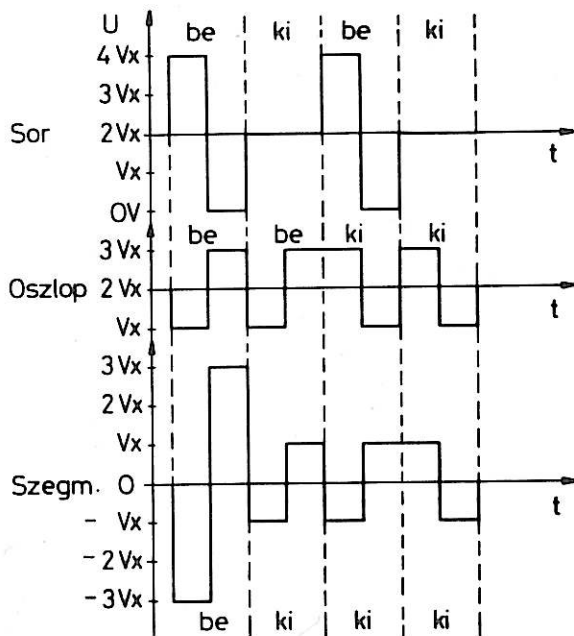 U be ki be ki
4 Vx
3 Vx
Sor 2 Vx t
Vx
0V
be be ki ki
3 Vx
Oszlop 2 Vx t
Vx
3 Vx
2 Vx
Vx
Szegm. 0 t
- Vx
- 2 Vx
- 3 Vx
be ki ki ki